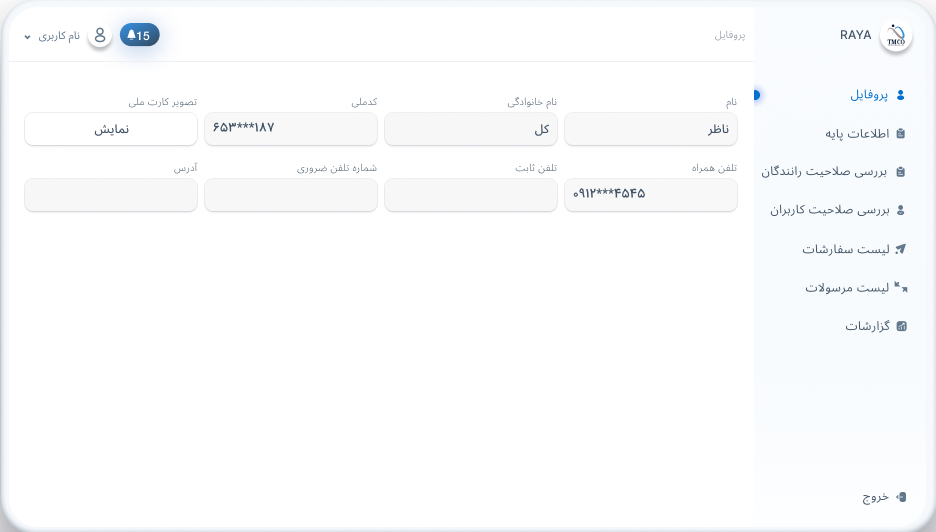 RAYA
TMCO
پروفایل
اطلاعات پایه
بررسی صلاحیت رانندگان
بررسی صلاحیت کاربران
لیست سفارشات
لیست مرسولات
گزارشات
خروج
پروفایل
15
نام کاربری
نام
نام خانوادگی
کدملی
تصویر کارت ملی
ناظر
کل
۶۵۳***۱۸۷
نمایش
تلفن همراه
تلفن ثابت
شماره تلفن ضروری
آدرس
۰۹۱۲***۴۵۴۵